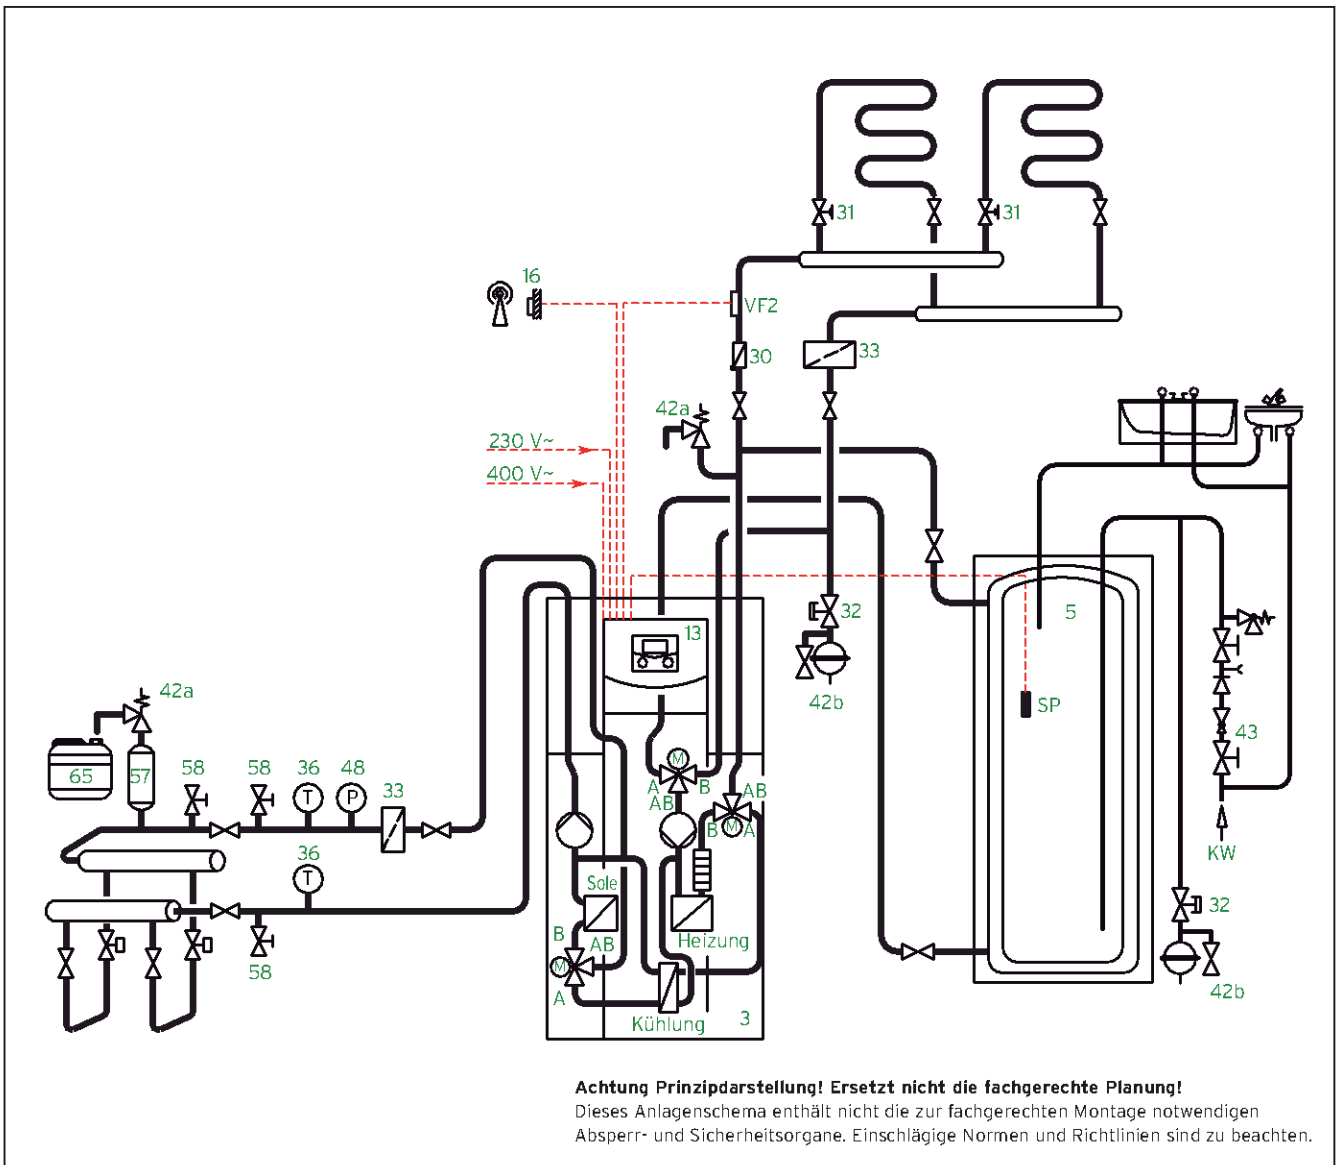 31
31
16
VF2
30
33
42a
230 V~
400 V~
32
5
13
42b
SP
42a
43
65
57
58
58
36
48
33
T
P
M
A
B
AB
AB
B
M
A
KW
36
T
Sole
32
B
AB
Heizung
M
58
A
42b
Kühlung
3
Achtung Prinzipdarstellung! Ersetzt nicht die fachgerechte Planung!
Dieses Anlagenschema enthält nicht die zur fachgerechten Montage notwendigen
Absperr- und Sicherheitsorgane. Einschlägige Normen und Richtlinien sind zu beachten.